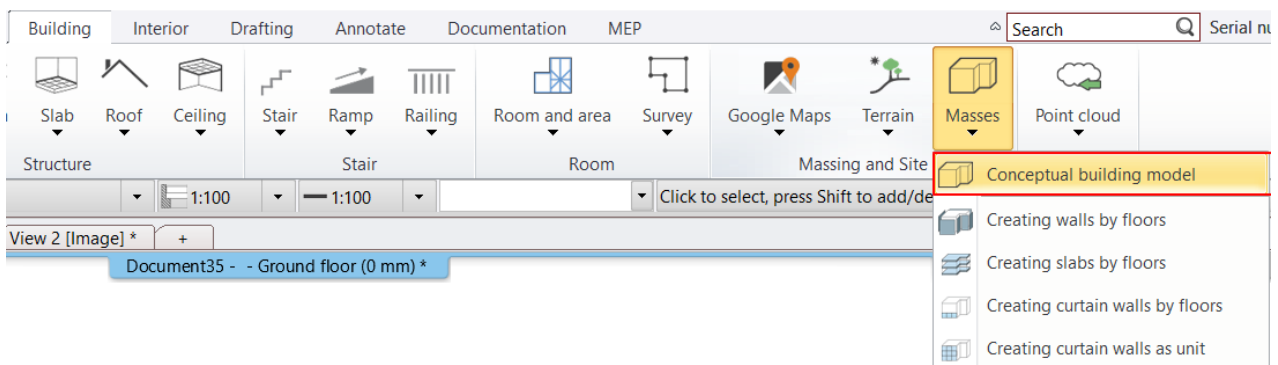 Building Interior Drafting Annotate Documentation MEP Search Serial nu
Slab Roof Ceiling Stair Ramp Railing Room and area Survey Google Maps Terrain Masses Point cloud
Structure Stair Room Massing and Site
Conceptual building model
1:100 1:100 Click to select, press Shift to add/de
Creating walls by floors
View 2 [Image] * +
Document35 - - Ground floor (0 mm) *
Creating slabs by floors
Creating curtain walls by floors
Creating curtain walls as unit